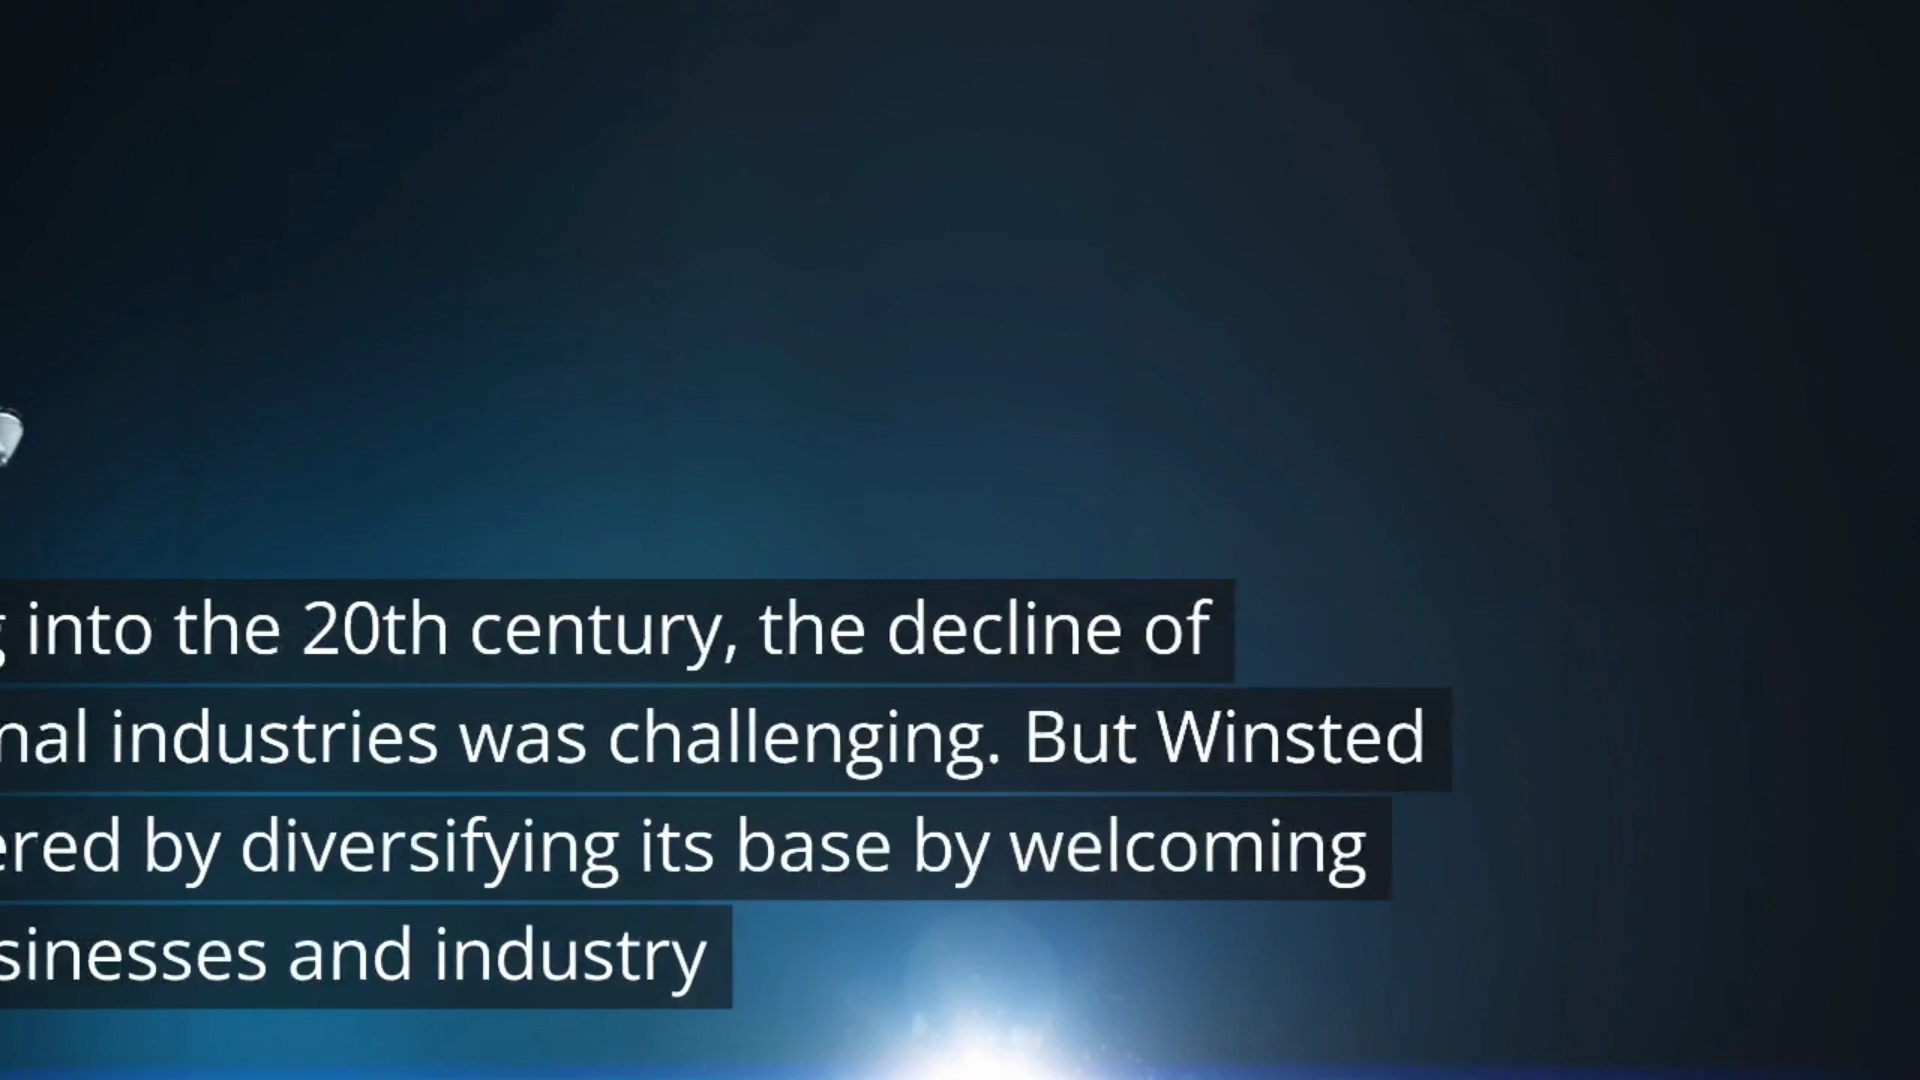 into the 20th century, the decline of
industries was challenging. But Winsted
by diversifying its base by welcoming
and industry